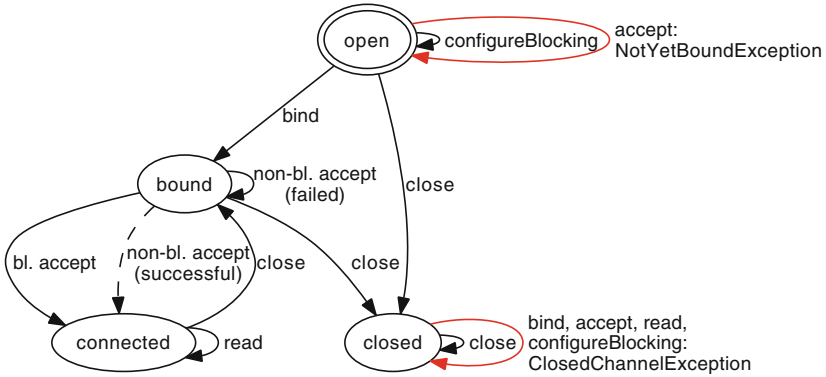 open
configureBlocking
accept:
NotYetBoundException
bind
bound
non-bl. accept
(failed)
close
bl. accept
non-bl. accept
(successful)
close
close
connected
read
closed
close
bind, accept, read,
configureBlocking:
ClosedChannelException